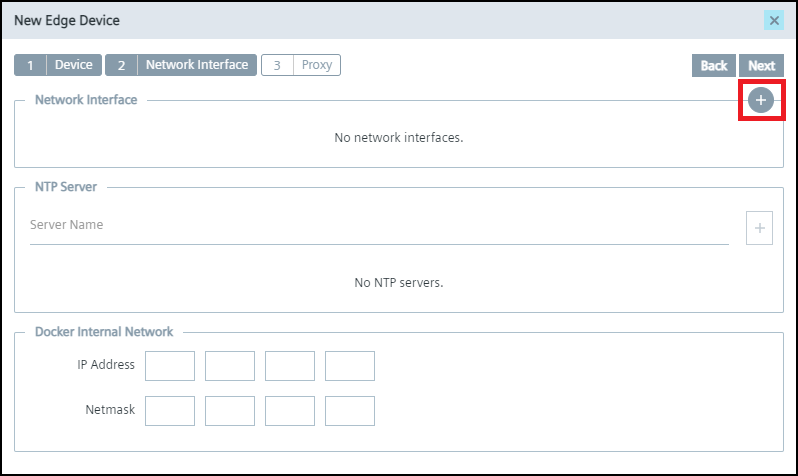 New Edge Device
1 Device 2 Network Interface 3 Proxy Back Next
Network Interface
No network interfaces.
NTP Server
Server Name
No NTP servers.
Docker Internal Network
IP Address
Netmask